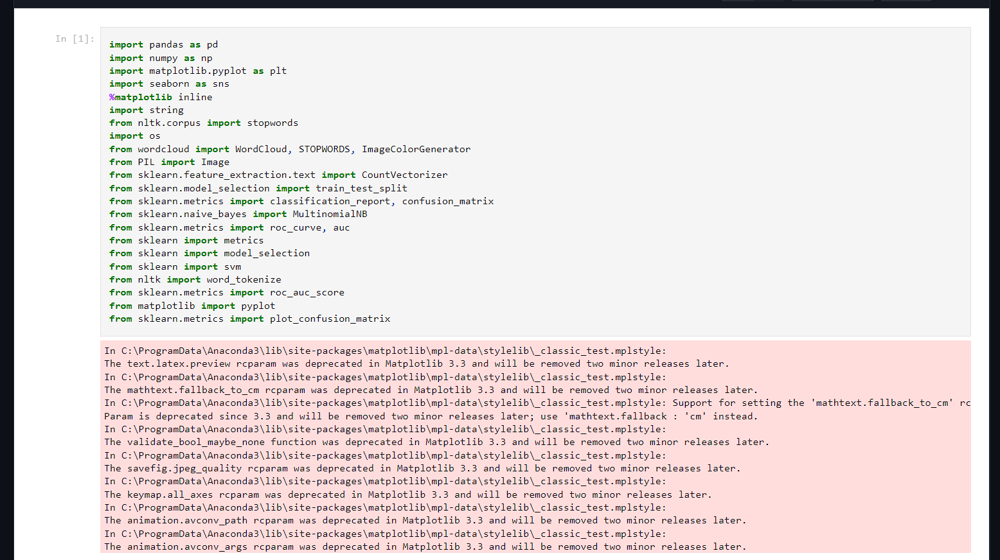 In [1]:
import pandas as pd
import numpy as np
import matplotlib.pyplot as plt
import seaborn as sns
%matplotlib inline
import string
from nltk.corpus import stopwords
import os
from wordcloud import WordCloud, STOPWORDS, ImageColorGenerator
from PIL import Image
from sklearn.feature_extraction.text import CountVectorizer
from sklearn.model_selection import train_test_split
from sklearn.metrics import classification_report, confusion_matrix
from sklearn.naive_bayes import MultinomialNB
from sklearn.metrics import roc_curve, auc
from sklearn import metrics
from sklearn import model_selection
from sklearn import svm
from nltk import word_tokenize
from sklearn.metrics import roc_auc_score
from matplotlib import pyplot
from sklearn.metrics import plot_confusion_matrix
In C:\ProgramData\Anaconda3\lib\site-packages\matplotlib\mpl-data\stylelib\_classic_test.mplstyle:
The text.latex.preview rcparam was deprecated in Matplotlib 3.3 and will be removed two minor releases later.
In C:\ProgramData\Anaconda3\lib\site-packages\matplotlib\mpl-data\stylelib\_classic_test.mplstyle:
The mathtext.fallback_to_cm rcparam was deprecated in Matplotlib 3.3 and will be removed two minor releases later.
In C:\ProgramData\Anaconda3\lib\site-packages\matplotlib\mpl-data\stylelib\_classic_test.mplstyle: Support for setting the 'mathtext.fallback_to_cm' rc
Param is deprecated since 3.3 and will be removed two minor releases later; use 'mathtext.fallback : 'cm' instead.
In C:\ProgramData\Anaconda3\lib\site-packages\matplotlib\mpl-data\stylelib\_classic_test.mplstyle:
The validate_bool_maybe_none function was deprecated in Matplotlib 3.3 and will be removed two minor releases later.
In C:\ProgramData\Anaconda3\lib\site-packages\matplotlib\mpl-data\stylelib\_classic_test.mplstyle:
The savefig.jpeg_quality rcparam was deprecated in Matplotlib 3.3 and will be removed two minor releases later.
In C:\ProgramData\Anaconda3\lib\site-packages\matplotlib\mpl-data\stylelib\_classic_test.mplstyle:
The keymap.all_axes rcparam was deprecated in Matplotlib 3.3 and will be removed two minor releases later.
In C:\ProgramData\Anaconda3\lib\site-packages\matplotlib\mpl-data\stylelib\_classic_test.mplstyle:
The animation.avconv_path rcparam was deprecated in Matplotlib 3.3 and will be removed two minor releases later.
In C:\ProgramData\Anaconda3\lib\site-packages\matplotlib\mpl-data\stylelib\_classic_test.mplstyle:
The animation.avconv_args rcparam was deprecated in Matplotlib 3.3 and will be removed two minor releases later.